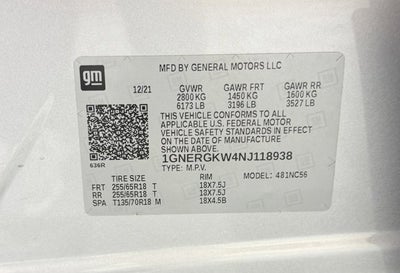 gm
MFD BY GENERAL MOTORS LLC
12/21 GVWR GAWR FRT GAWR RR
2800 KG 1450 KG 1600 KG
6173 LB 3196 LB 3527 LB
THIS VEHICLE CONFORMS TO ALL
APPLICABLE U.S. FEDERAL MOTOR
VEHICLE SAFETY AND THEFT
PREVENTION STANDARDS IN
EFFECT ON THE DATE OF
MANUFACTURE SHOWN ABOVE.
636R
1GNERGKW4NJ118938
TYPE: M.P.V.
TIRE SIZE RIM MODEL: 481NC56
FRT 255/65R18 T 18X7.5J
RR 255/65R18 T 18X7.5J
SPA T135/70R18 M 18X4.5B